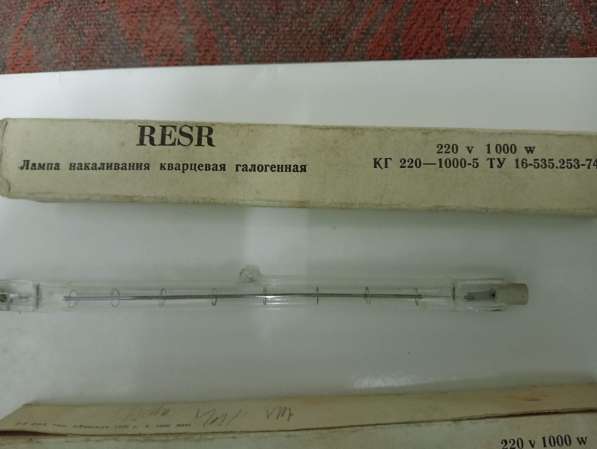 RESR
Лампа накаливания кварцевая галогенная
220 v 1000 w
КГ 220—1000-5 ТУ 16-535.253-74
220 v 1000 w